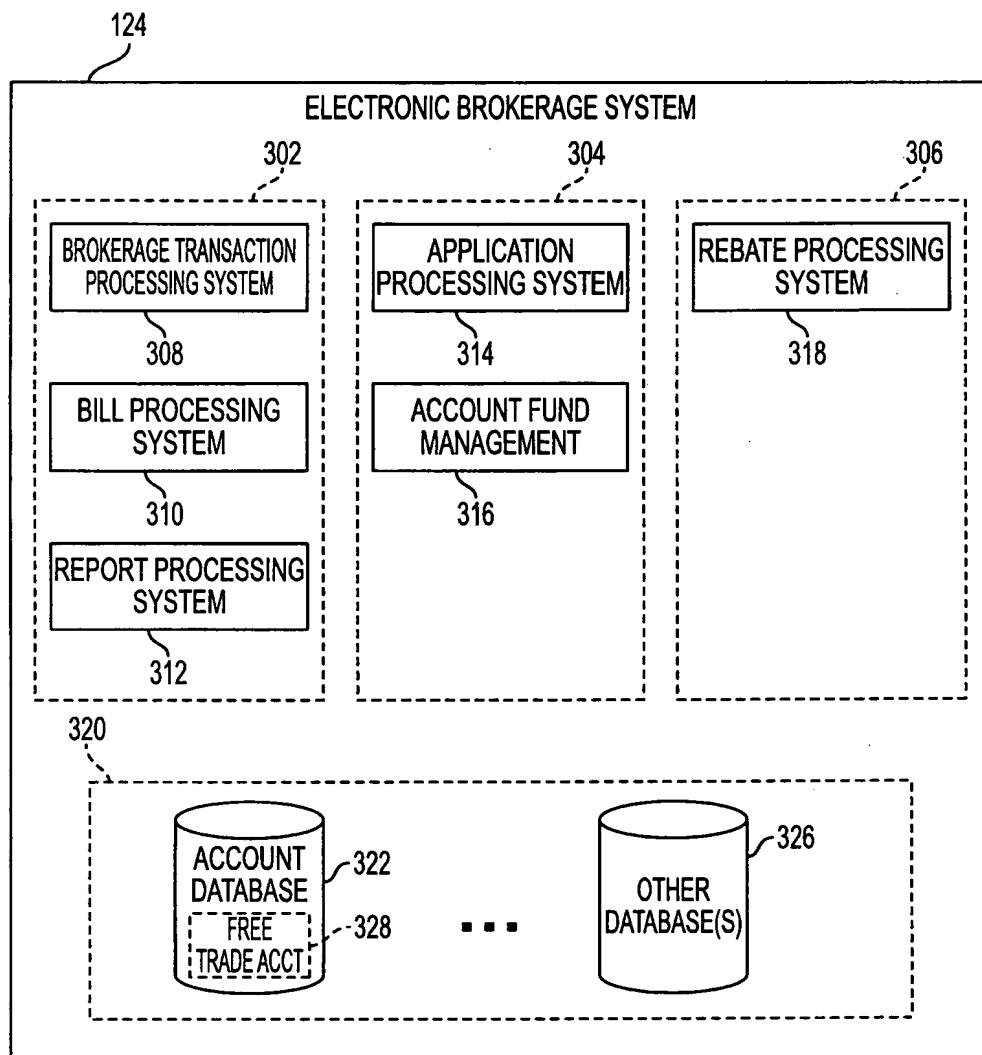 124
ELECTRONIC BROKERAGE SYSTEM
302
304
306
BROKERAGE TRANSACTION
PROCESSING SYSTEM
308
BILL PROCESSING
SYSTEM
310
REPORT PROCESSING
SYSTEM
312
APPLICATION
PROCESSING SYSTEM
314
ACCOUNT FUND
MANAGEMENT
316
REBATE PROCESSING
SYSTEM
318
320
ACCOUNT
DATABASE
322
FREE
TRADE ACCT
328
OTHER
DATABASE(S)
326